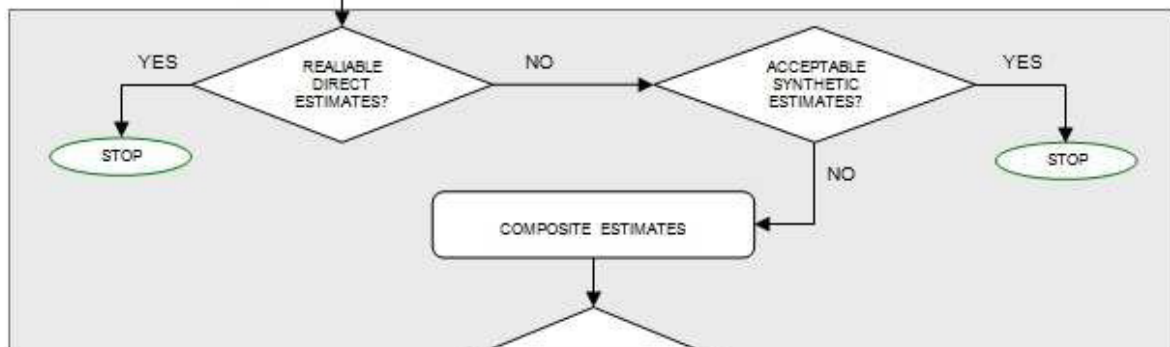 YES
REALIABLE
DIRECT
ESTIMATES?
NO
ACCEPTABLE
SYNTHETIC
ESTIMATES?
YES
STOP
STOP
NO
COMPOSITE ESTIMATES